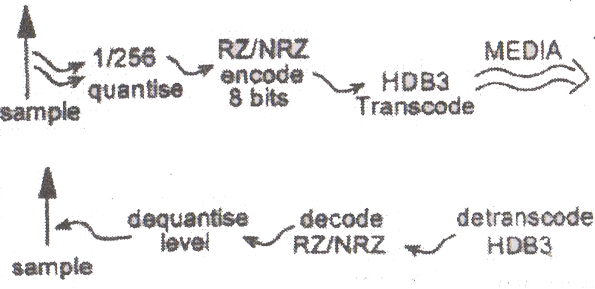 sample
1/256
quantise
RZ/NRZ
encode
8 bits
HDB3
Transcode
MEDIA
sample
dequantise
level
decode
RZ/NRZ
detranscode
HDB3